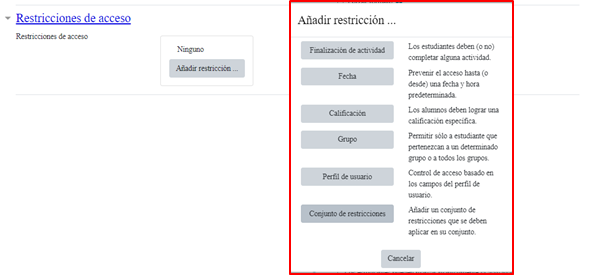 Restricciones de acceso
Restricciones de acceso
Ninguno
Añadir restricción ...
Añadir restricción ...
Finalización de actividad
Los estudiantes deben (o no)
completar alguna actividad.
Fecha
Prevenir el acceso hasta (o
desde) una fecha y hora
predeterminada.
Calificación
Los alumnos deben lograr una
calificación específica.
Grupo
Permitir sólo a estudiante que
pertenezcan a un determinado
grupo o a todos los grupos.
Perfil de usuario
Control de acceso basado en
los campos del perfil de
usuario.
Conjunto de restricciones
Añadir un conjunto de
restricciones que se deben
aplicar en su conjunto.
Cancelar